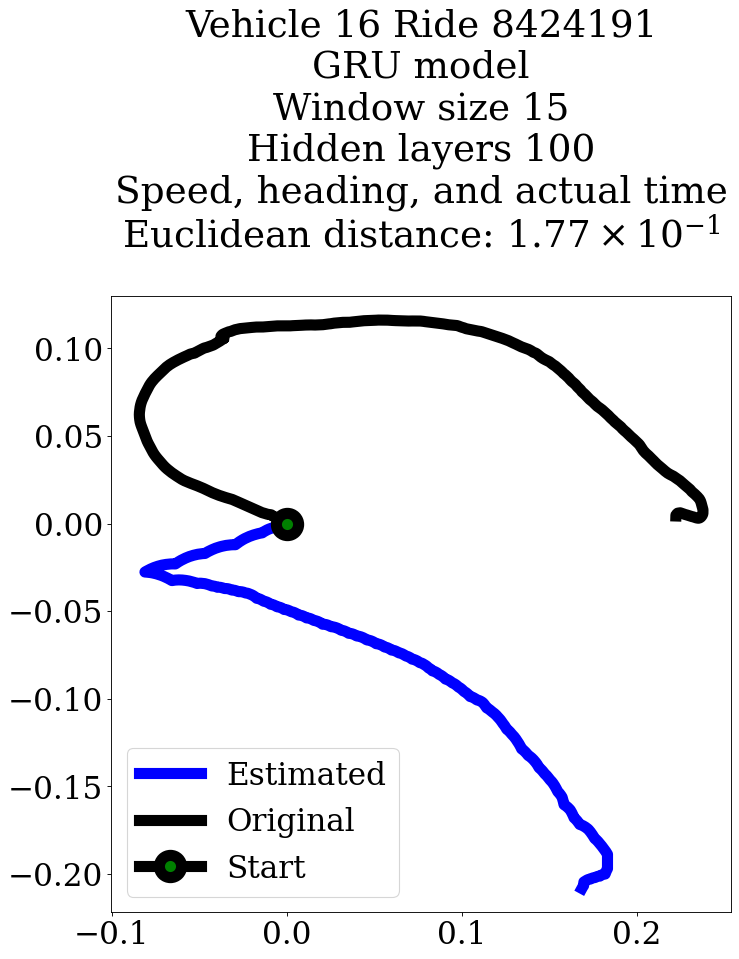 Vehicle 16 Ride 8424191
GRU model
Window size 15
Hidden layers 100
Speed, heading, and actual time
Euclidean distance: 1.77 × 10⁻¹
0.10
0.05
0.00
−0.05
−0.10
−0.15
−0.20
Estimated
Original
Start
−0.1 0.0 0.1 0.2